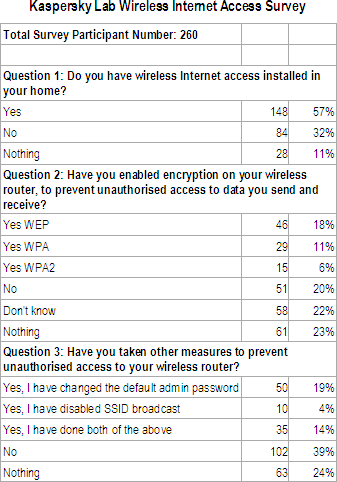 Kaspersky Lab Wireless Internet Access Survey
Total Survey Participant Number: 260
Question 1: Do you have wireless Internet access installed in
your home?
Yes 148 57%
No 84 32%
Nothing 28 11%
Question 2: Have you enabled encryption on your wireless
router, to prevent unauthorised access to data you send and
receive?
Yes WEP 46 18%
Yes WPA 29 11%
Yes WPA2 15 6%
No 51 20%
Don't know 58 22%
Nothing 61 23%
Question 3: Have you taken other measures to prevent
unauthorised access to your wireless router?
Yes, I have changed the default admin password 50 19%
Yes, I have disabled SSID broadcast 10 4%
Yes, I have done both of the above 35 14%
No 102 39%
Nothing 63 24%